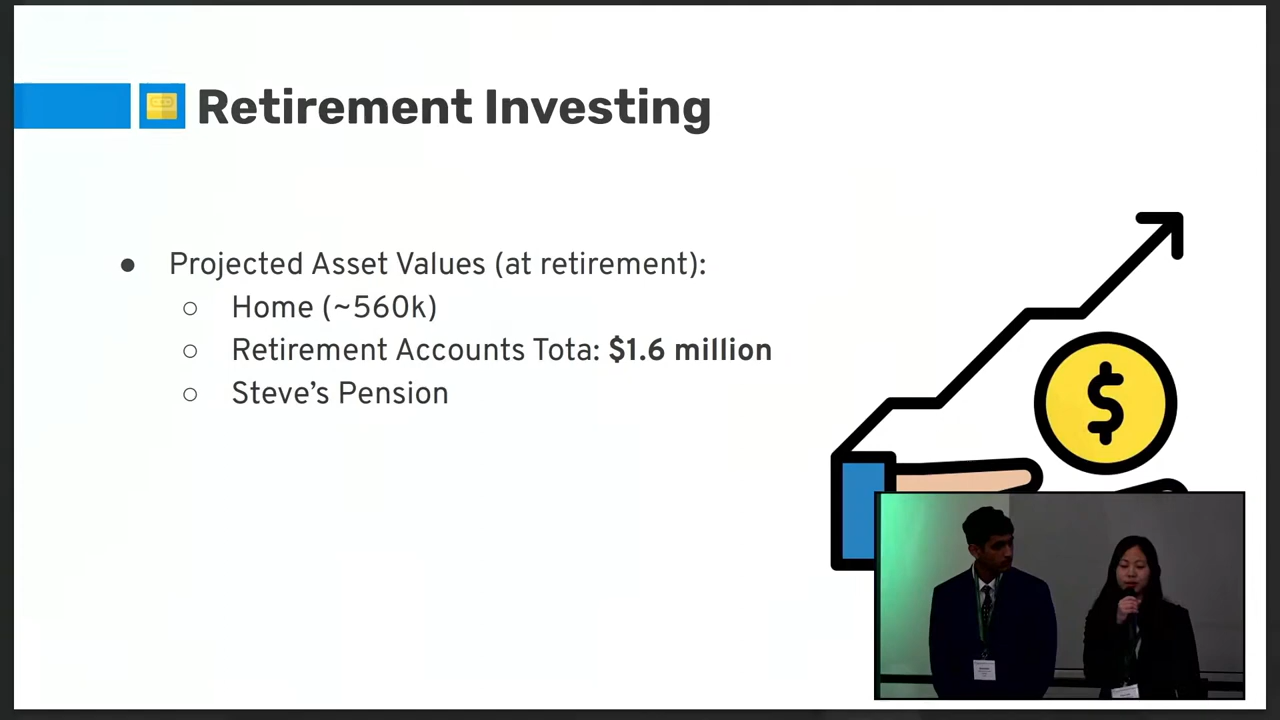 Retirement Investing
● Projected Asset Values (at retirement):
○ Home (~560k)
○ Retirement Accounts Tota: $1.6 million
○ Steve's Pension
$